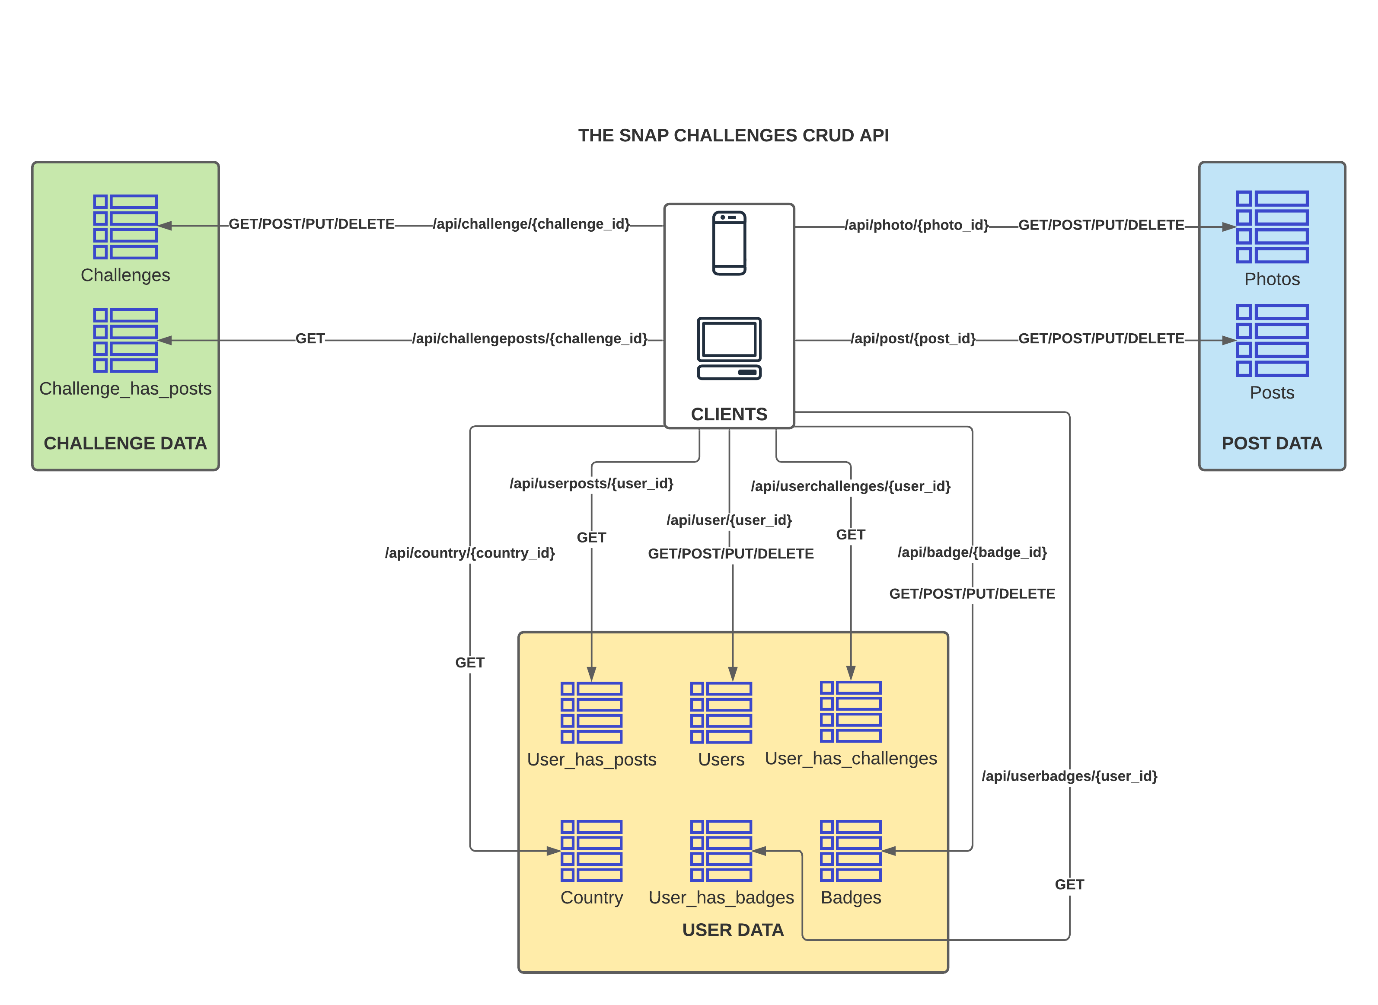 THE SNAP CHALLENGES CRUD API
GET/POST/PUT/DELETE
/api/challenge/{challenge_id}
/api/photo/{photo_id}
GET/POST/PUT/DELETE
Challenges
Photos
GET
/api/challengeposts/{challenge_id}
/api/post/{post_id}
GET/POST/PUT/DELETE
Challenge_has_posts
Posts
CLIENTS
CHALLENGE DATA
POST DATA
/api/userposts/{user_id}
/api/userchallenges/{user_id}
/api/user/{user_id}
GET
GET
/api/country/{country_id}
GET/POST/PUT/DELETE
/api/badge/{badge_id}
GET/POST/PUT/DELETE
GET
User_has_posts
Users
User_has_challenges
/api/userbadges/{user_id}
GET
Country
User_has_badges
Badges
USER DATA